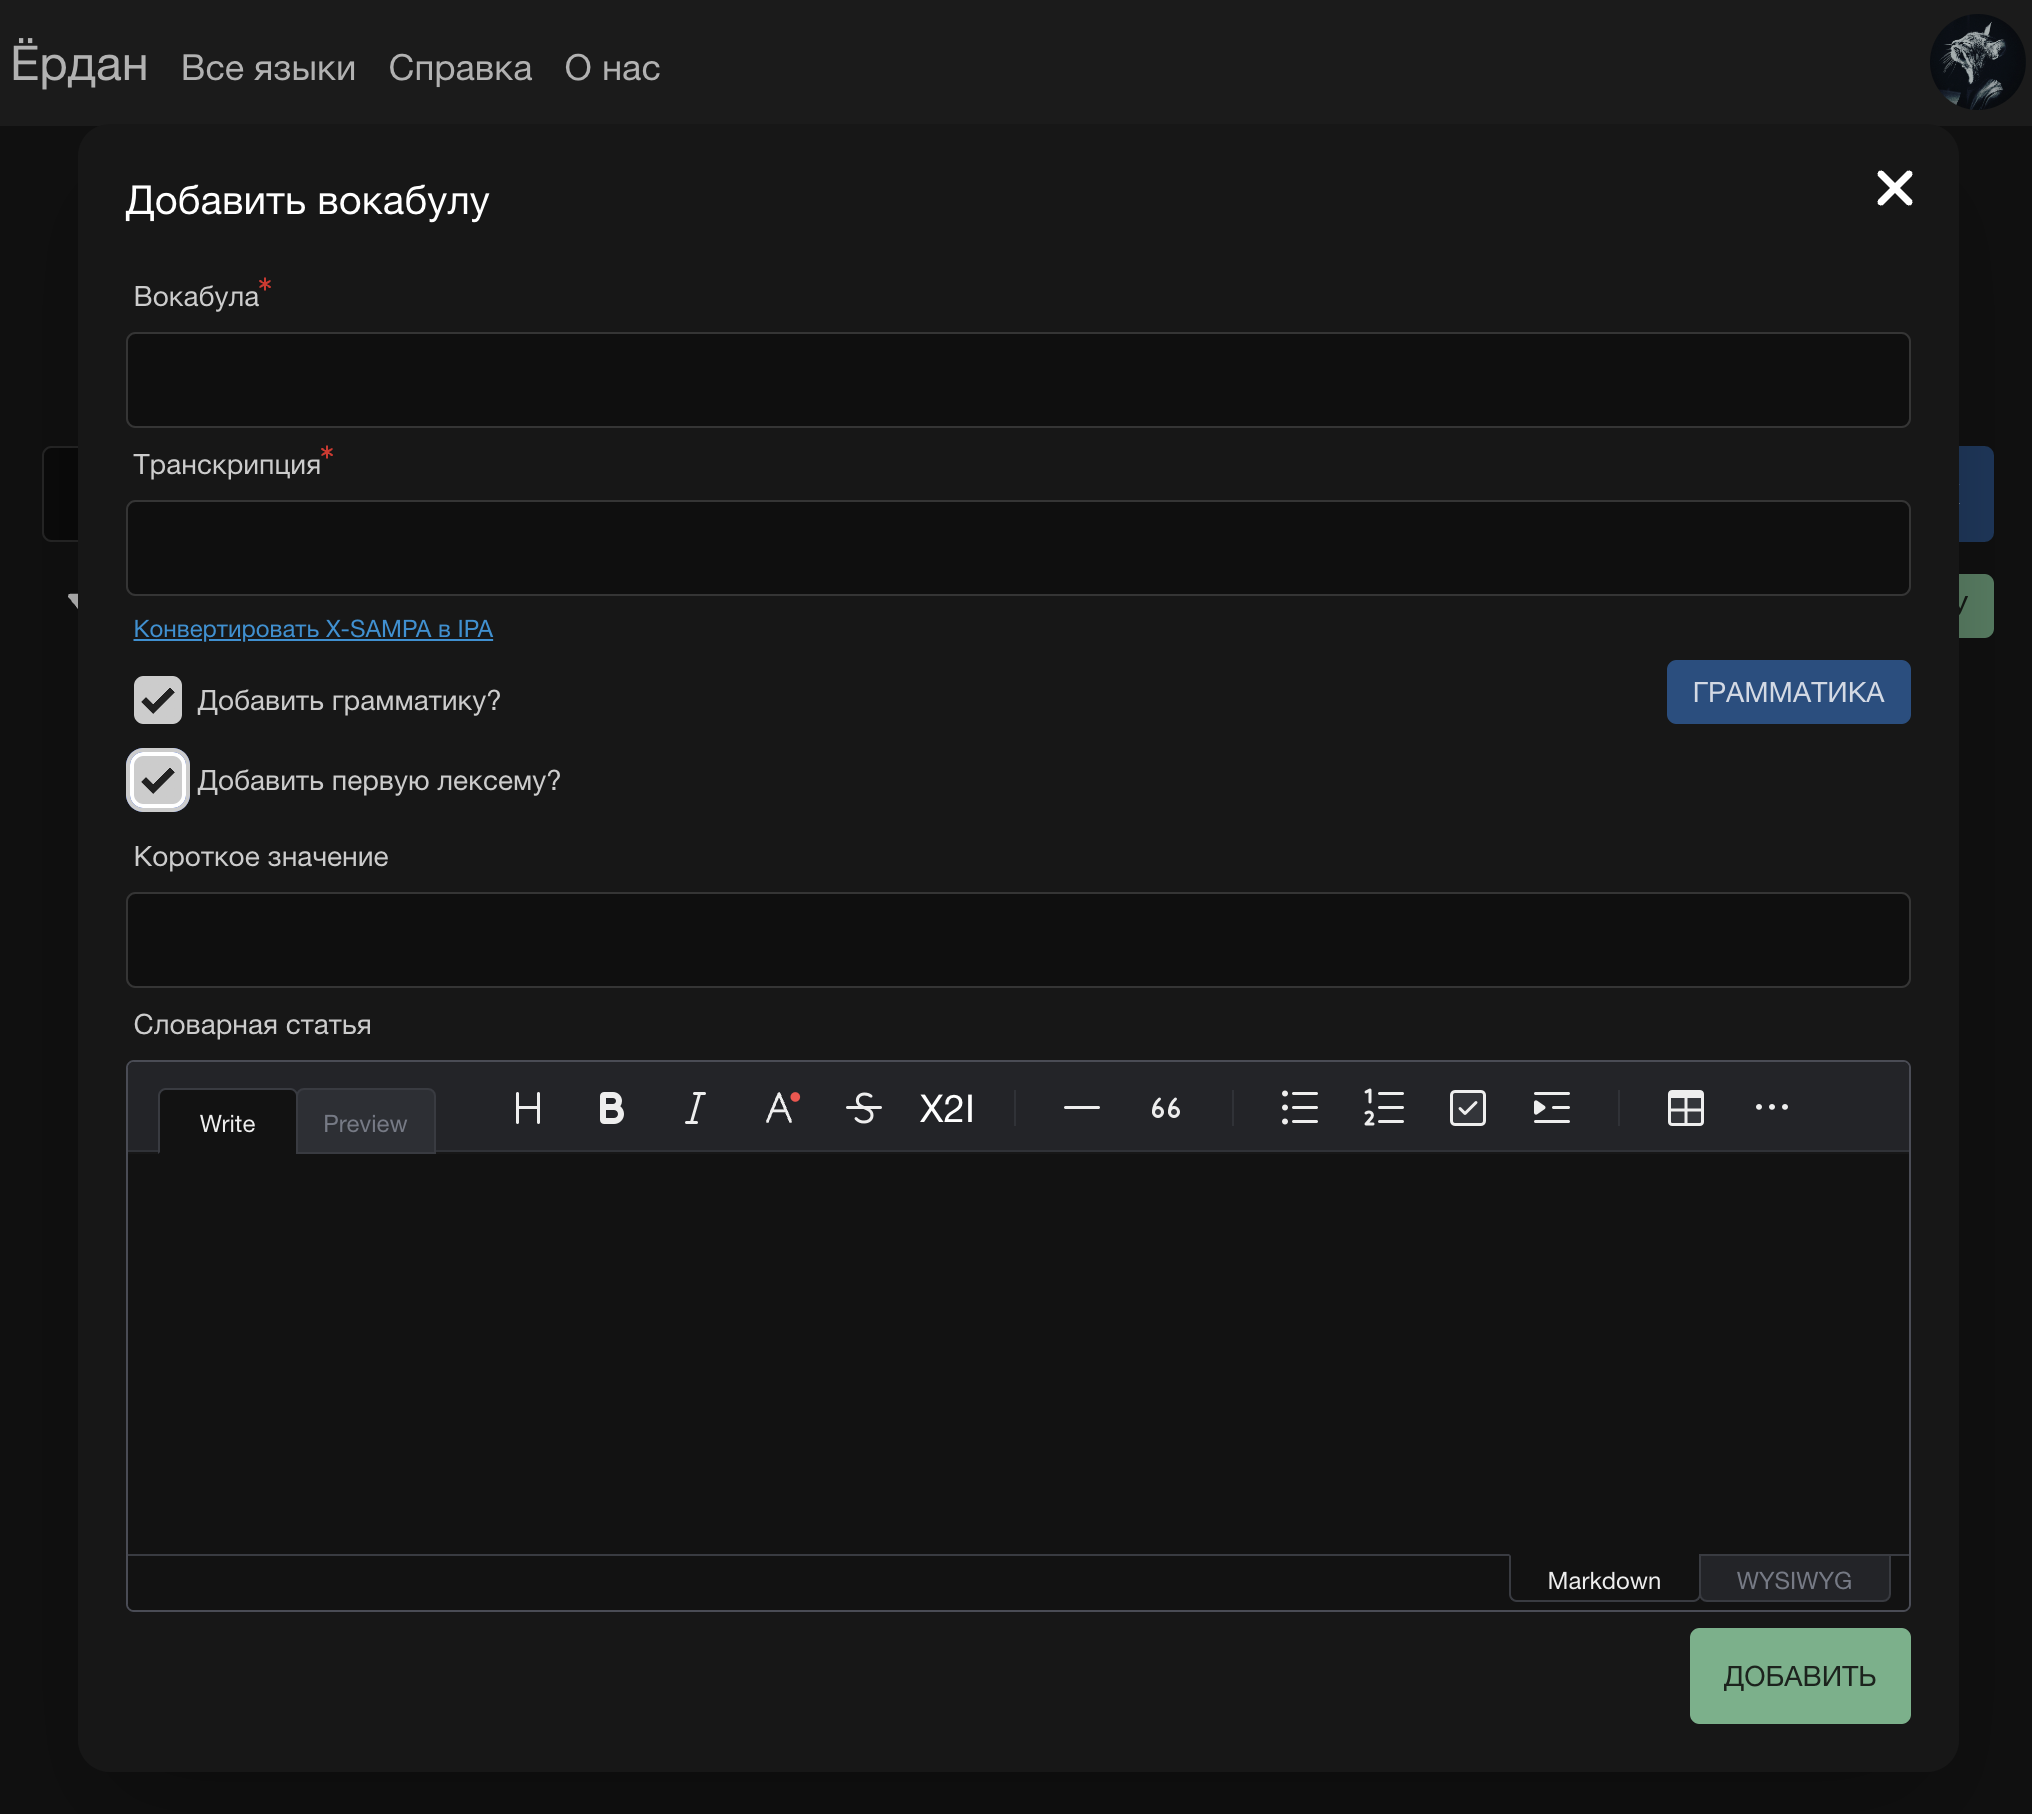 Ёрдан Все языки Справка О нас
Добавить вокабулу
Вокабула*
Транскрипция*
Конвертировать X-SAMPA в IPA
Добавить грамматику?
ГРАММАТИКА
Добавить первую лексему?
Короткое значение
Словарная статья
Write Preview X2I
Markdown WYSIWYG
ДОБАВИТЬ